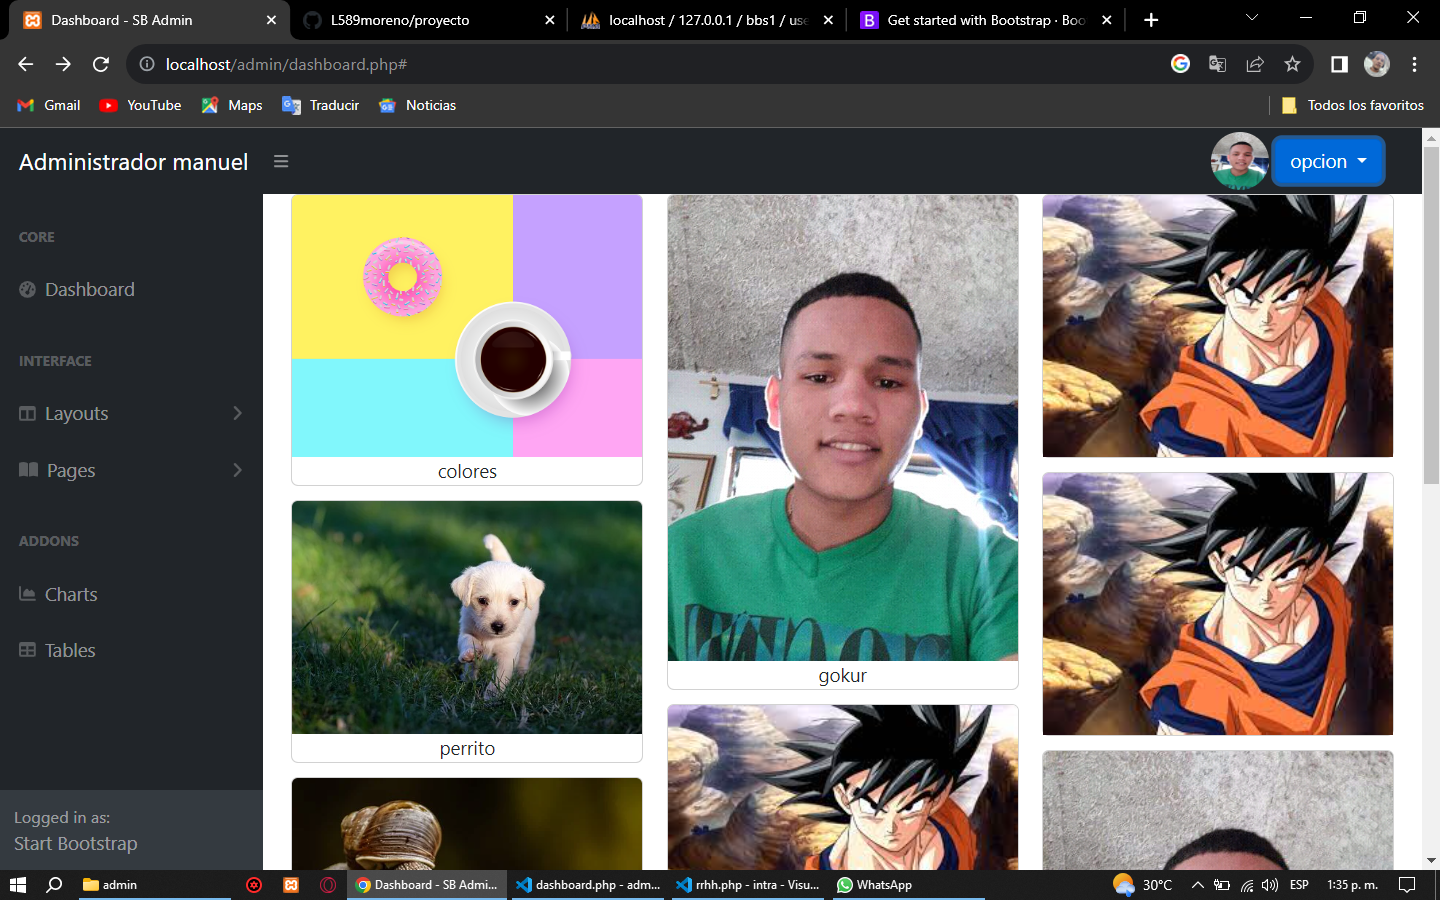 Dashboard - SB Admin
L589moreno/proyecto
localhost / 127.0.0.1 / bbs1 / use
Get started with Bootstrap · Boo
localhost/admin/dashboard.php#
Gmail
YouTube
Maps
Traducir
Noticias
Todos los favoritos
Administrador manuel
opcion
CORE
Dashboard
INTERFACE
Layouts
Pages
ADDONS
Charts
Tables
Logged in as:
Start Bootstrap
colores
perrito
gokur
admin
Dashboard - SB Admi...
dashboard.php - adm...
rrhh.php - intra - Visu...
WhatsApp
30°C
ESP
1:35 p. m.